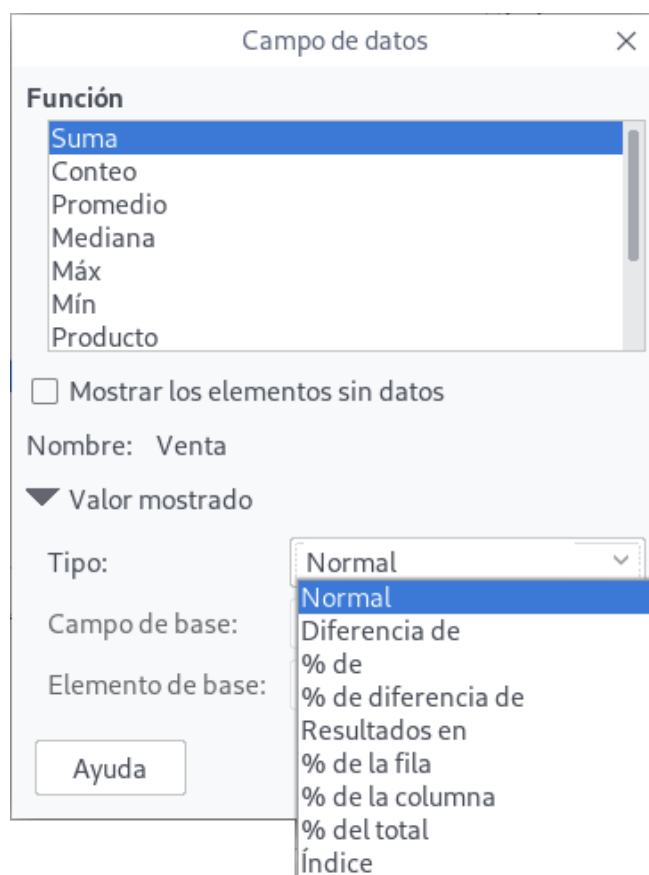 Campo de datos
Función
Suma
Conteo
Promedio
Mediana
Máx
Mín
Producto
Mostrar los elementos sin datos
Nombre: Venta
Valor mostrado
Tipo: Normal
Normal
Campo de base:
Diferencia de
% de
Elemento de base:
% de diferencia de
Resultados en
Ayuda
% de la fila
% de la columna
% del total
Índice